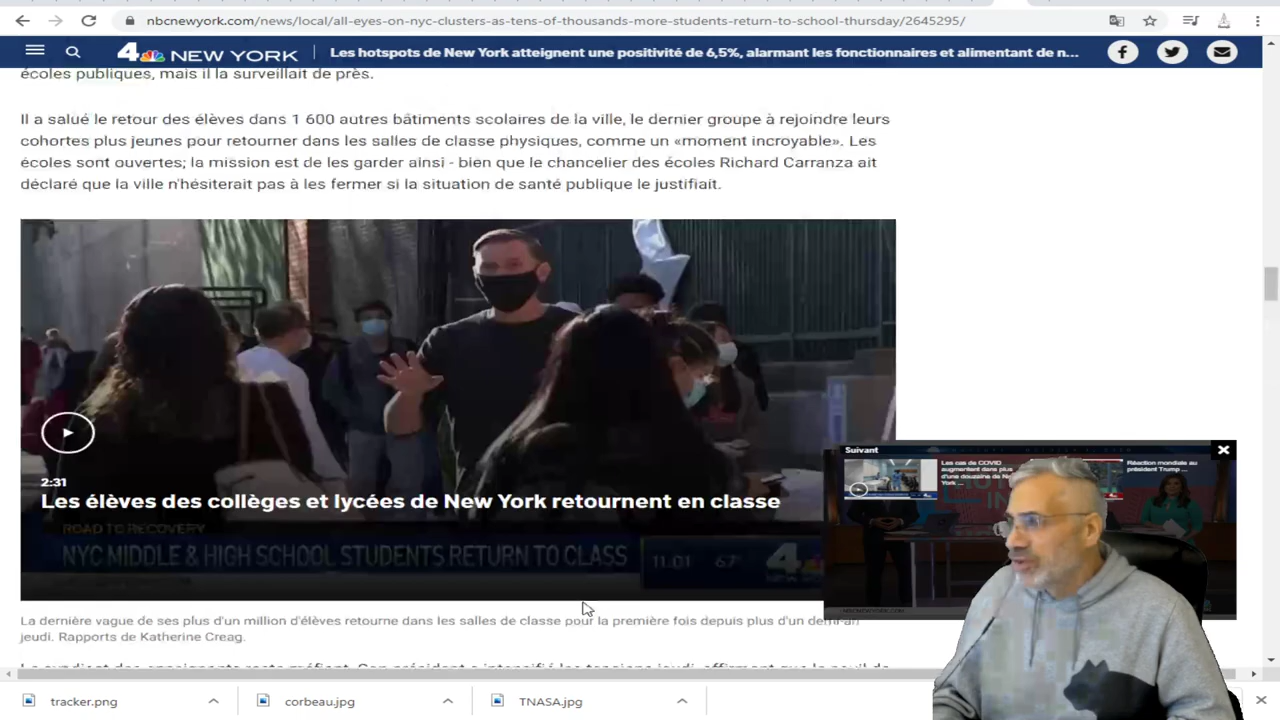 nbcnewyork.com/news/local/all-eyes-on-nyc-clusters-as-tens-of-thousands-more-students-return-to-school-thursday/2645295/
4 NEW YORK
Les hotspots de New York atteignent une positivité de 6,5%, alarmant les fonctionnaires et alimentant de n...
écoles publiques, mais il la surveillait de près.
Il a salué le retour des élèves dans 1 600 autres bâtiments scolaires de la ville, le dernier groupe à rejoindre leurs
cohortes plus jeunes pour retourner dans les salles de classe physiques, comme un «moment incroyable». Les
écoles sont ouvertes; la mission est de les garder ainsi - bien que le chancelier des écoles Richard Carranza ait
déclaré que la ville n'hésiterait pas à les fermer si la situation de santé publique le justifiait.
Suivant
Les cas de COVID
augmentent dans plus
d'une douzaine de N
York ...
Réaction mondiale au
président Trump ...
2:31
Les élèves des collèges et lycées de New York retournent en classe
ROAD TO RECOVERY
NYC MIDDLE & HIGH SCHOOL STUDENTS RETURN TO CLASS
11:01 67° 4
NBCNEWYORK.COM
La dernière vague de ses plus d'un million d'élèves retourne dans les salles de classe pour la première fois depuis plus d'un demi-an
jeudi. Rapports de Katherine Creag.
tracker.png
corbeau.jpg
TNASA.jpg